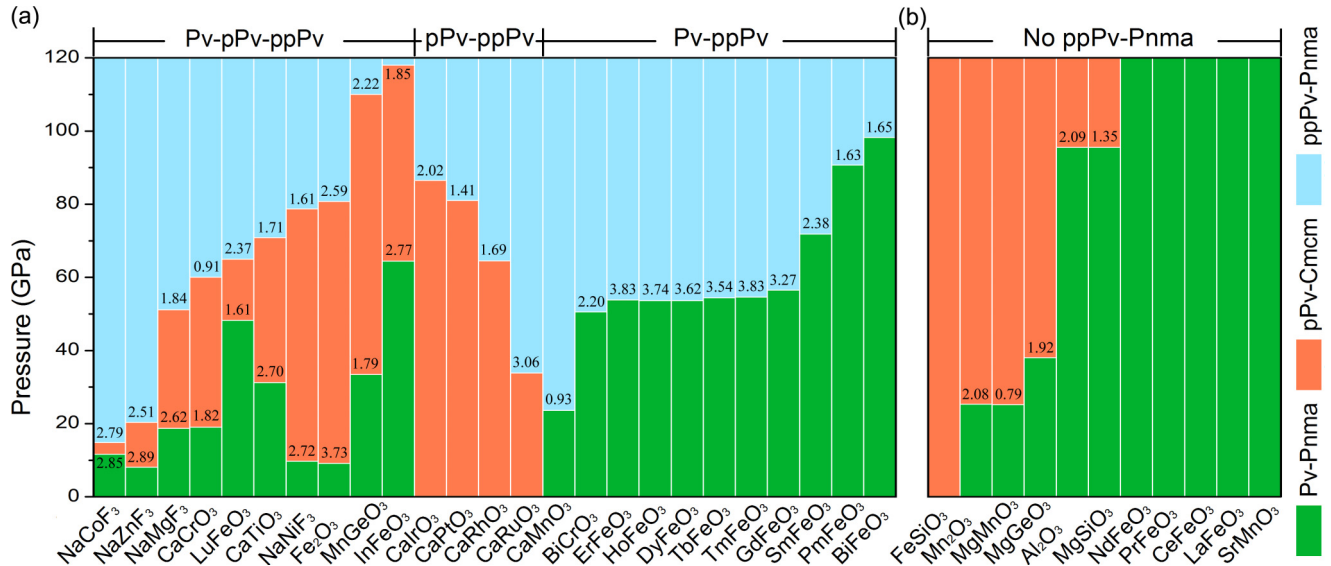 (a)
Pv-pPv-ppPv
pPv-ppPv
Pv-ppPv
(b)
No ppPv-Pnma
Pressure (GPa)
120
100
80
60
40
20
0
2.79
2.85
2.51
2.89
1.84
2.62
0.91
1.82
2.37
1.61
1.71
2.70
1.61
2.72
2.59
3.73
2.22
1.79
1.85
2.77
2.02
1.41
1.69
3.06
0.93
2.20
3.83
3.74
3.62
3.54
3.83
3.27
2.38
1.63
1.65
2.08
0.79
1.92
2.09
1.35
NaCoF₃
NaZnF₃
NaMgF₃
CaCrO₃
LuFeO₃
CaTiO₃
NaNiF₃
Fe₂O₃
MnGeO₃
InFeO₃
CaIrO₃
CaPtO₃
CaRhO₃
CaRuO₃
CaMnO₃
BiCrO₃
ErFeO₃
HoFeO₃
DyFeO₃
TbFeO₃
TmFeO₃
GdFeO₃
SmFeO₃
PmFeO₃
BiFeO₃
FeSiO₃
Mn₂O₃
MgMnO₃
MgGeO₃
Al₂O₃
MgSiO₃
NdFeO₃
PrFeO₃
CeFeO₃
LaFeO₃
SrMnO₃
ppPv-Pnma
pPv-Cmcm
Pv-Pnma